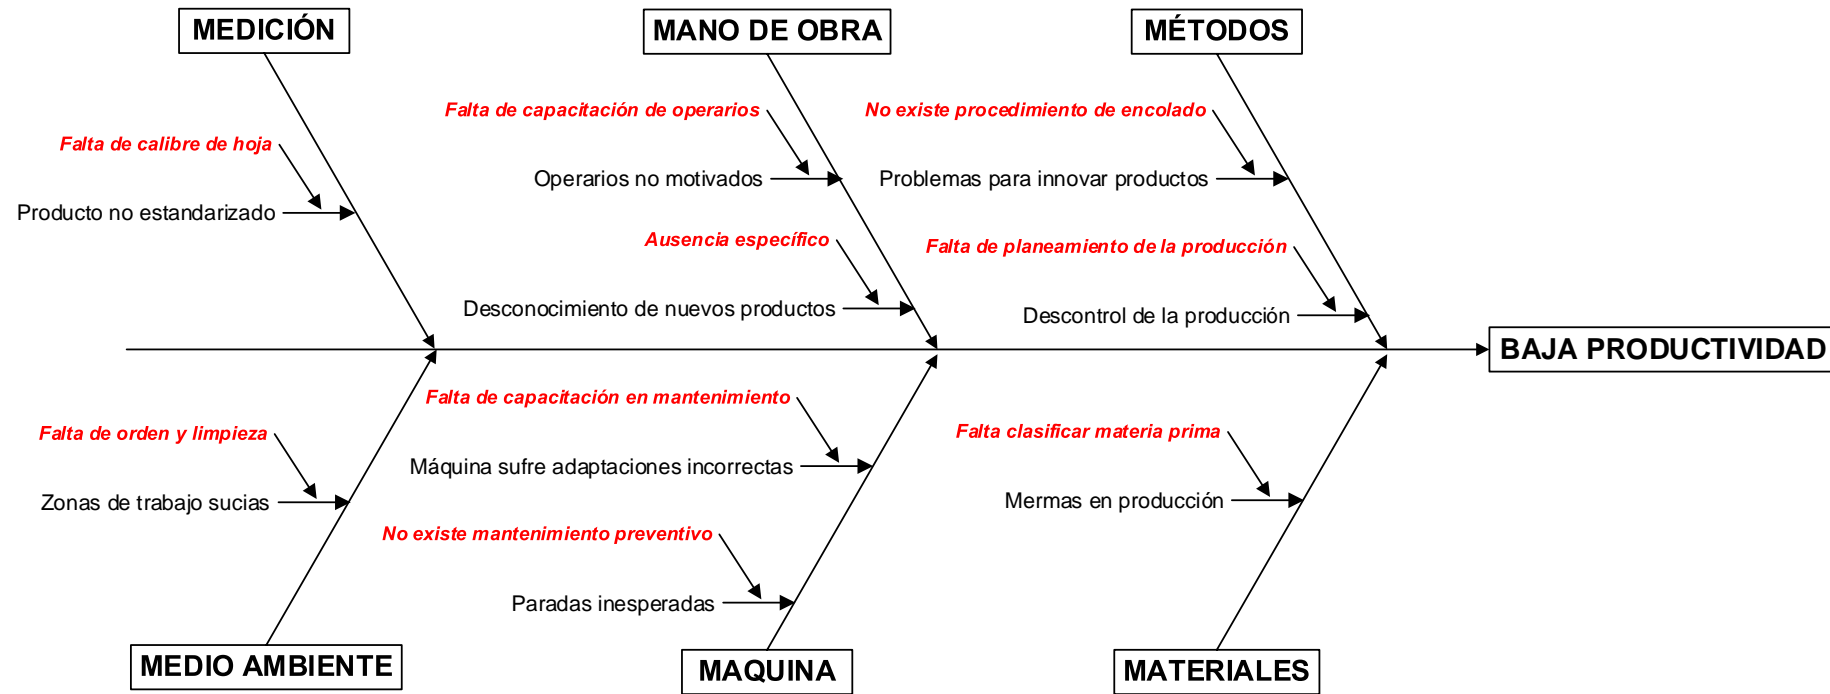 MEDICIÓN
MANO DE OBRA
MÉTODOS
Falta de capacitación de operarios
No existe procedimiento de encolado
Falta de calibre de hoja
Operarios no motivados
Problemas para innovar productos
Producto no estandarizado
Ausencia específico
Falta de planeamiento de la producción
Desconocimiento de nuevos productos
Descontrol de la producción
BAJA PRODUCTIVIDAD
Falta de capacitación en mantenimiento
Falta de orden y limpieza
Falta clasificar materia prima
Máquina sufre adaptaciones incorrectas
Zonas de trabajo sucias
Mermas en producción
No existe mantenimiento preventivo
Paradas inesperadas
MEDIO AMBIENTE
MAQUINA
MATERIALES